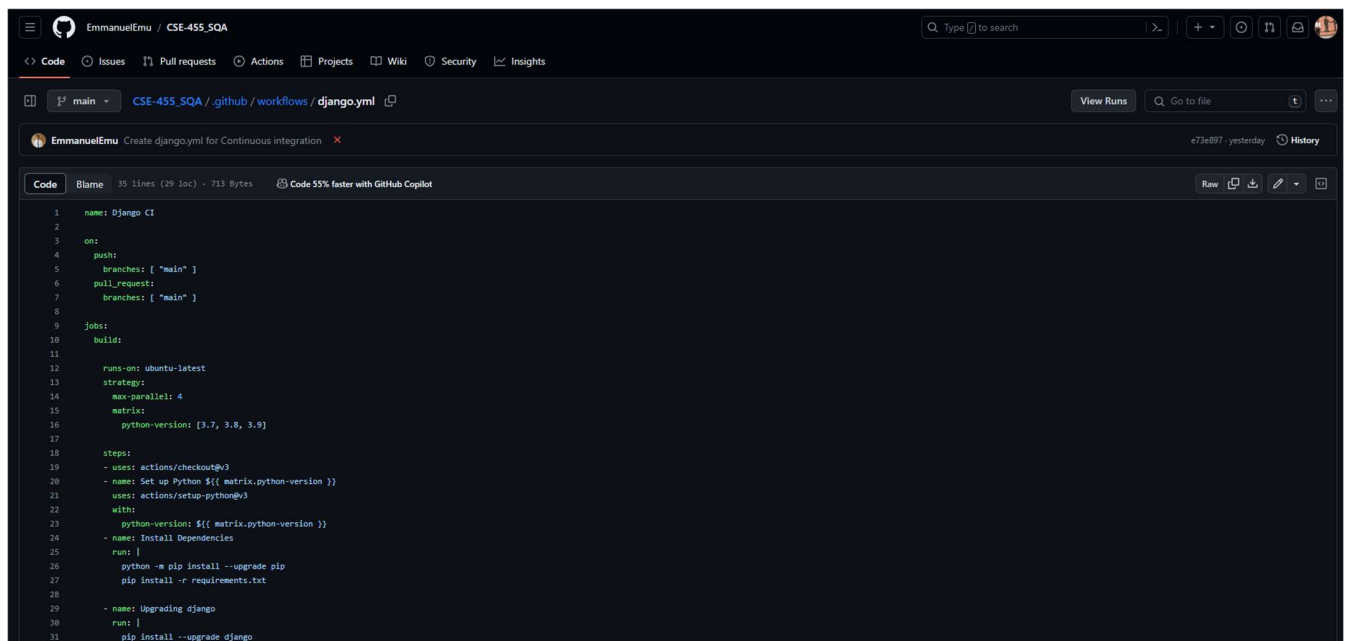 EmmanuelEmu / CSE-455_SQA
Type / to search
<> Code Issues Pull requests Actions Projects Wiki Security Insights
main CSE-455_SQA / .github / workflows / django.yml View Runs Go to file t
EmmanuelEmu Create django.yml for Continuous integration e73e897 · yesterday History
Code Blame 35 lines (29 loc) · 713 Bytes Code 55% faster with GitHub Copilot Raw
1 name: Django CI
2
3 on:
4 push:
5 branches: [ "main" ]
6 pull_request:
7 branches: [ "main" ]
8
9 jobs:
10 build:
11
12 runs-on: ubuntu-latest
13 strategy:
14 max-parallel: 4
15 matrix:
16 python-version: [3.7, 3.8, 3.9]
17
18 steps:
19 - uses: actions/checkout@v3
20 - name: Set up Python ${{ matrix.python-version }}
21 uses: actions/setup-python@v3
22 with:
23 python-version: ${{ matrix.python-version }}
24 - name: Install Dependencies
25 run: |
26 python -m pip install --upgrade pip
27 pip install -r requirements.txt
28
29 - name: Upgrading django
30 run: |
31 pip install --upgrade django